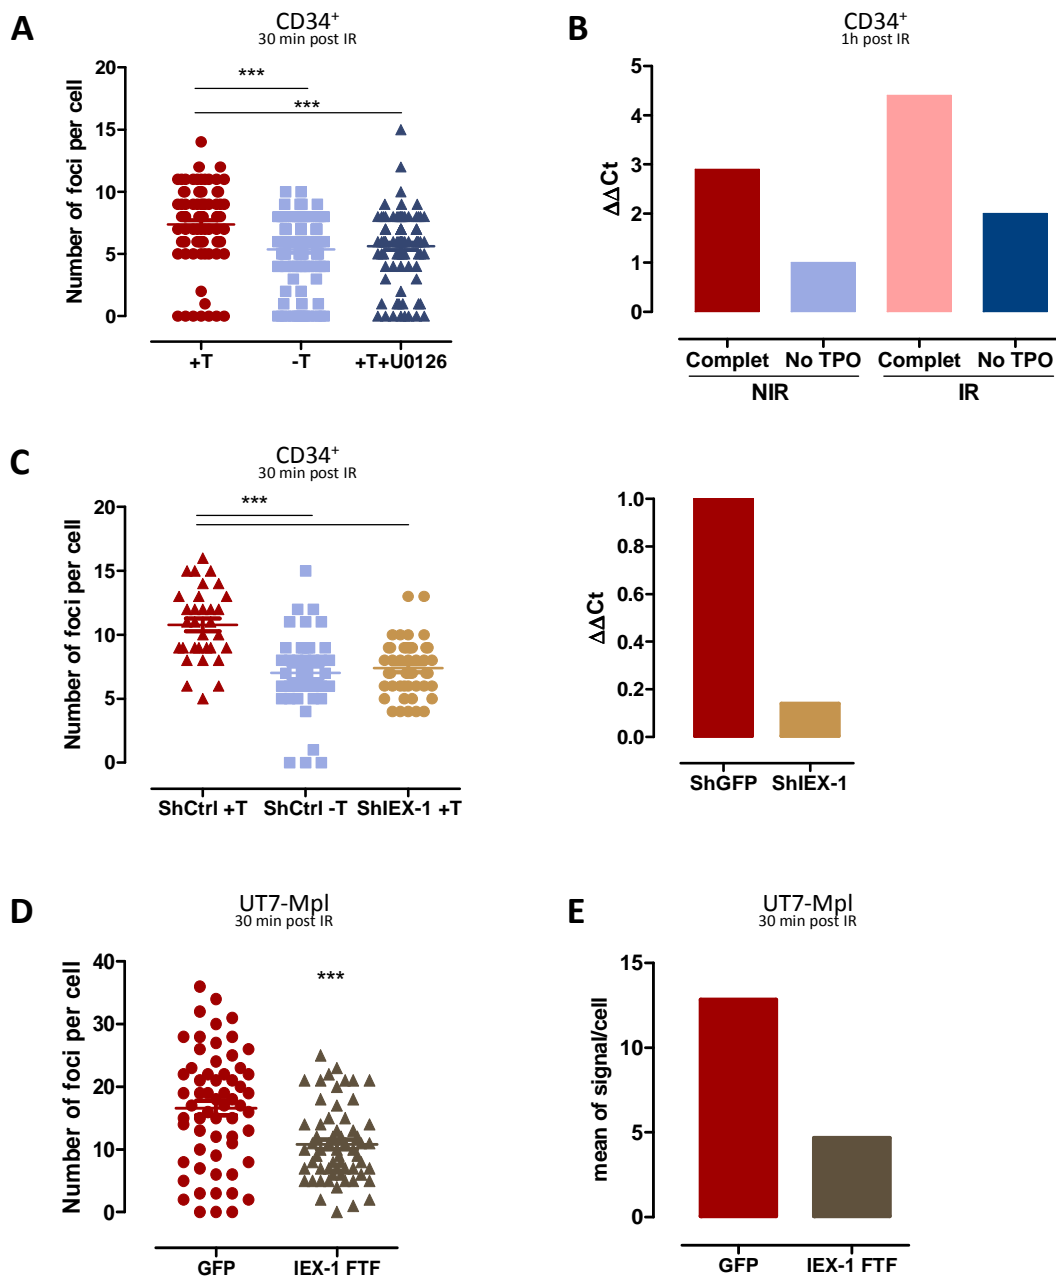 A
CD34+
30 min post IR
Number of foci per cell
20
15
10
5
0
***
***
+T
-T
+T+U0126
B
CD34+
1h post IR
ΔΔCt
5
4
3
2
1
0
Complet No TPO Complet No TPO
NIR IR
C
CD34+
30 min post IR
Number of foci per cell
20
15
10
5
0
***
ShCtrl +T ShCtrl -T ShIEX-1 +T
ΔΔCt
1.0
0.8
0.6
0.4
0.2
0.0
ShGFP ShIEX-1
D
UT7-Mpl
30 min post IR
Number of foci per cell
40
30
20
10
0
***
GFP IEX-1 FTF
E
UT7-Mpl
30 min post IR
mean of signal/cell
15
10
5
0
GFP IEX-1 FTF